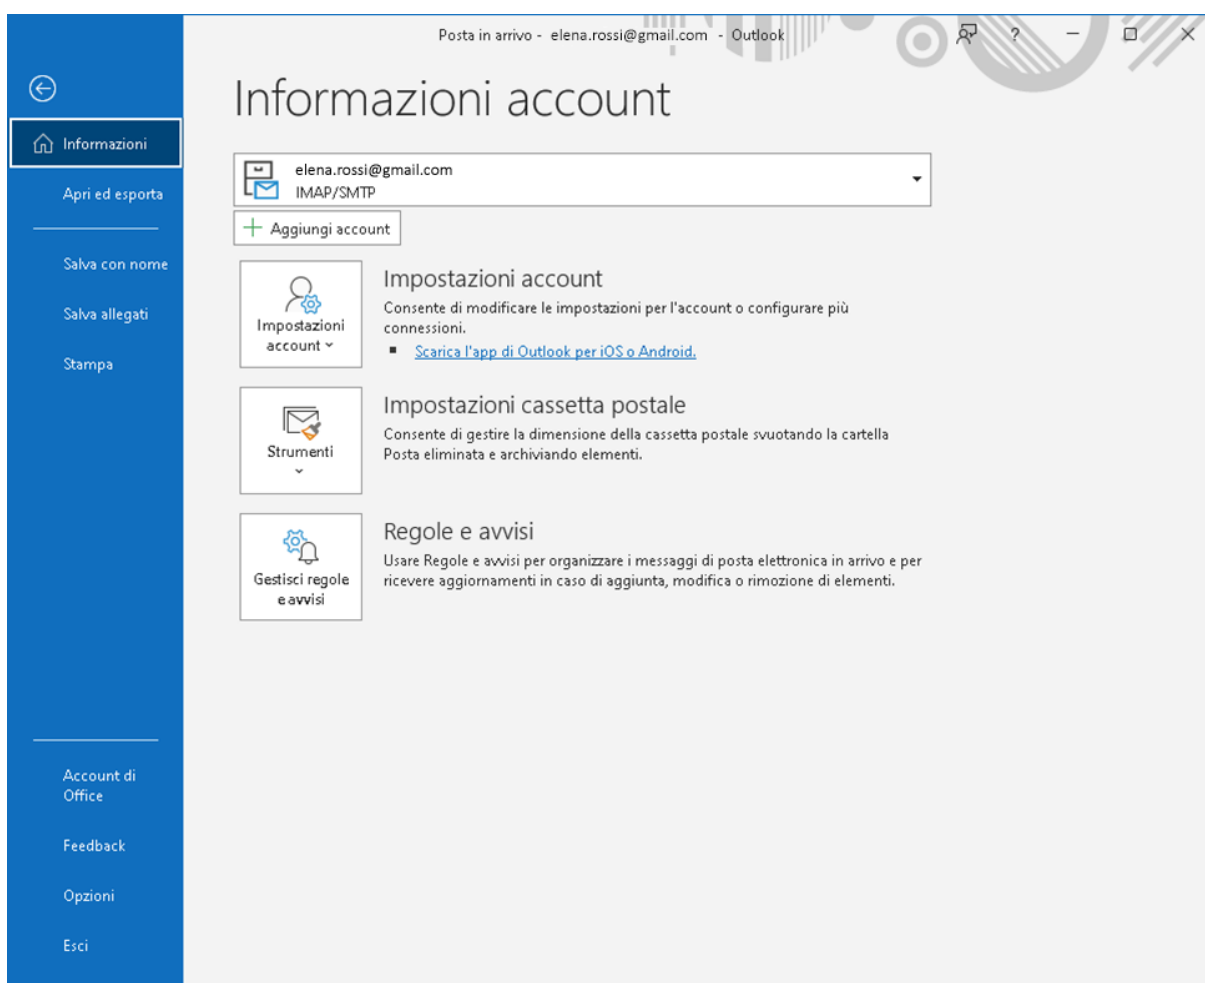 Posta in arrivo - elena.rossi@gmail.com - Outlook
?
Informazioni account
Informazioni
Apri ed esporta
Salva con nome
Salva allegati
Stampa
Account di
Office
Feedback
Opzioni
Esci
elena.rossi@gmail.com
IMAP/SMTP
Aggiungi account
Impostazioni
account
Impostazioni account
Consente di modificare le impostazioni per l'account o configurare più
connessioni.
Scarica l'app di Outlook per iOS o Android.
Strumenti
Impostazioni cassetta postale
Consente di gestire la dimensione della cassetta postale svuotando la cartella
Posta eliminata e archiviando elementi.
Gestisci regole
e avvisi
Regole e avvisi
Usare Regole e avvisi per organizzare i messaggi di posta elettronica in arrivo e per
ricevere aggiornamenti in caso di aggiunta, modifica o rimozione di elementi.